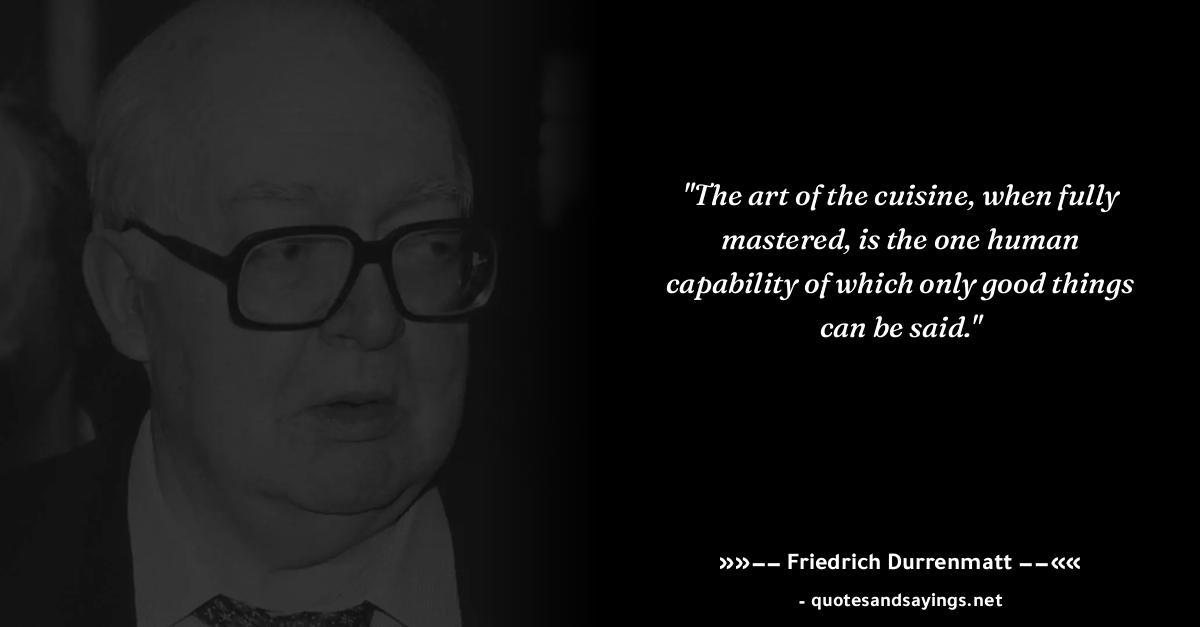 "The art of the cuisine, when fully
mastered, is the one human
capability of which only good things
can be said."
»»−− Friedrich Durrenmatt −−««
- quotesandsayings.net